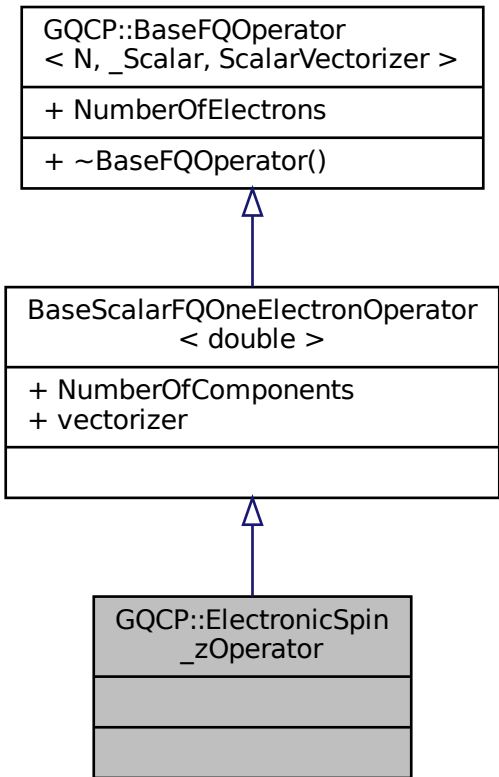 GQCP::BaseFQOperator
< N, _Scalar, ScalarVectorizer >
+ NumberOfElectrons
+ ~BaseFQOperator()
BaseScalarFQOneElectronOperator
< double >
+ NumberOfComponents
+ vectorizer
GQCP::ElectronicSpin
_zOperator